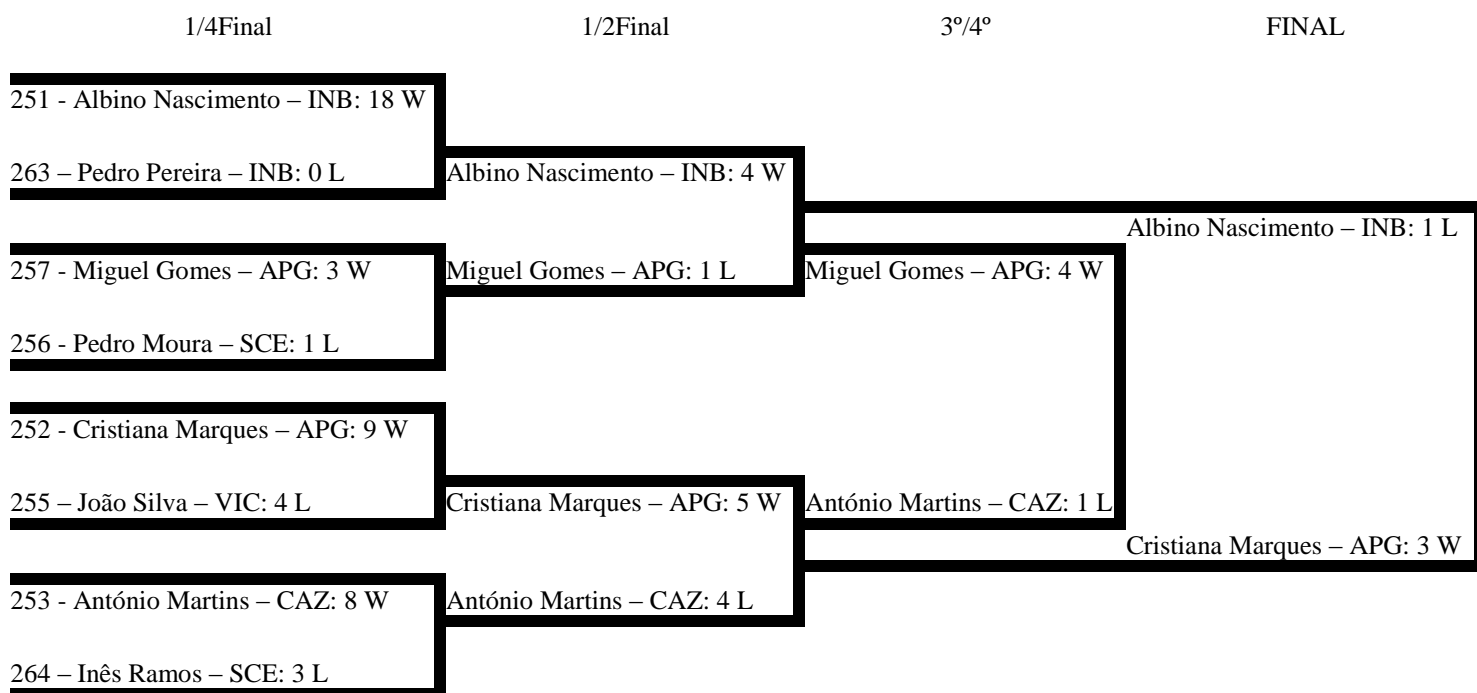 1/4Final
1/2Final
3º/4º
FINAL
251 - Albino Nascimento – INB: 18 W
263 – Pedro Pereira – INB: 0 L
257 - Miguel Gomes – APG: 3 W
256 - Pedro Moura – SCE: 1 L
252 - Cristiana Marques – APG: 9 W
255 – João Silva – VIC: 4 L
253 - António Martins – CAZ: 8 W
264 – Inês Ramos – SCE: 3 L
Albino Nascimento – INB: 4 W
Miguel Gomes – APG: 1 L
Cristiana Marques – APG: 5 W
António Martins – CAZ: 4 L
Miguel Gomes – APG: 4 W
António Martins – CAZ: 1 L
Albino Nascimento – INB: 1 L
Cristiana Marques – APG: 3 W